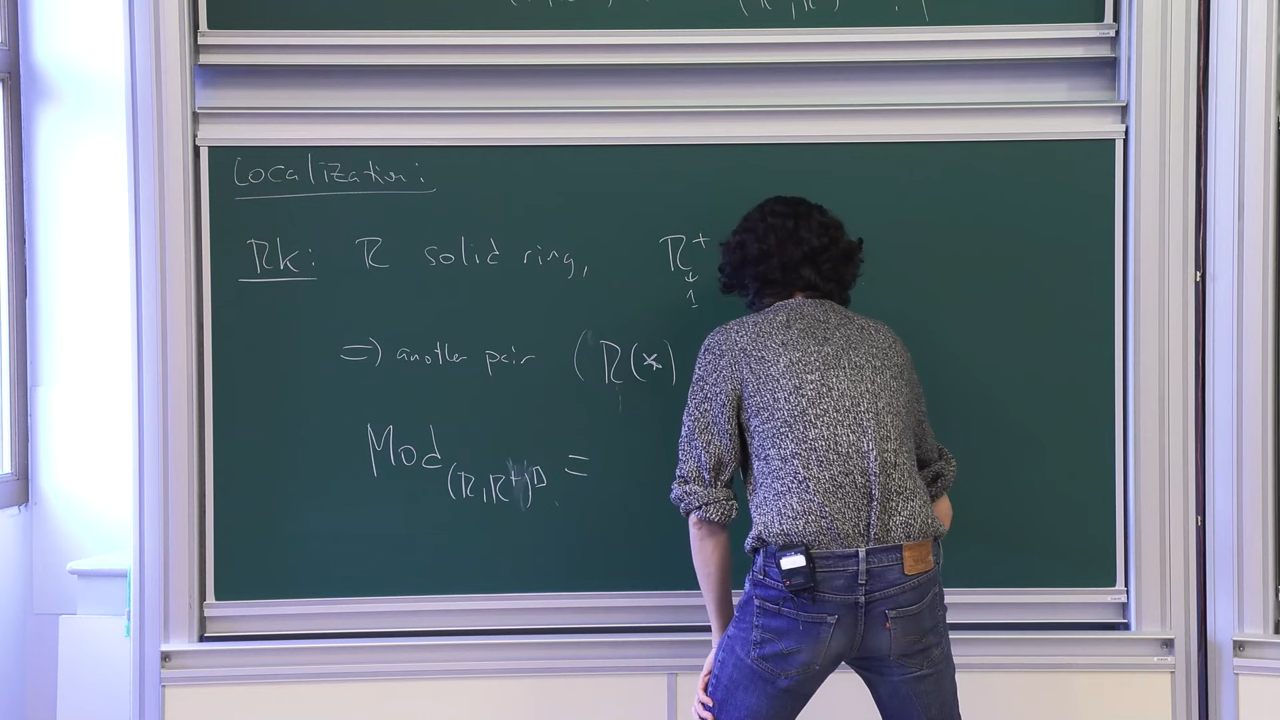 Localization:
Rk: R solid ring, R⁺
↓
1
=) another pair (R(*)
Mod_(R,R⁺)□ =